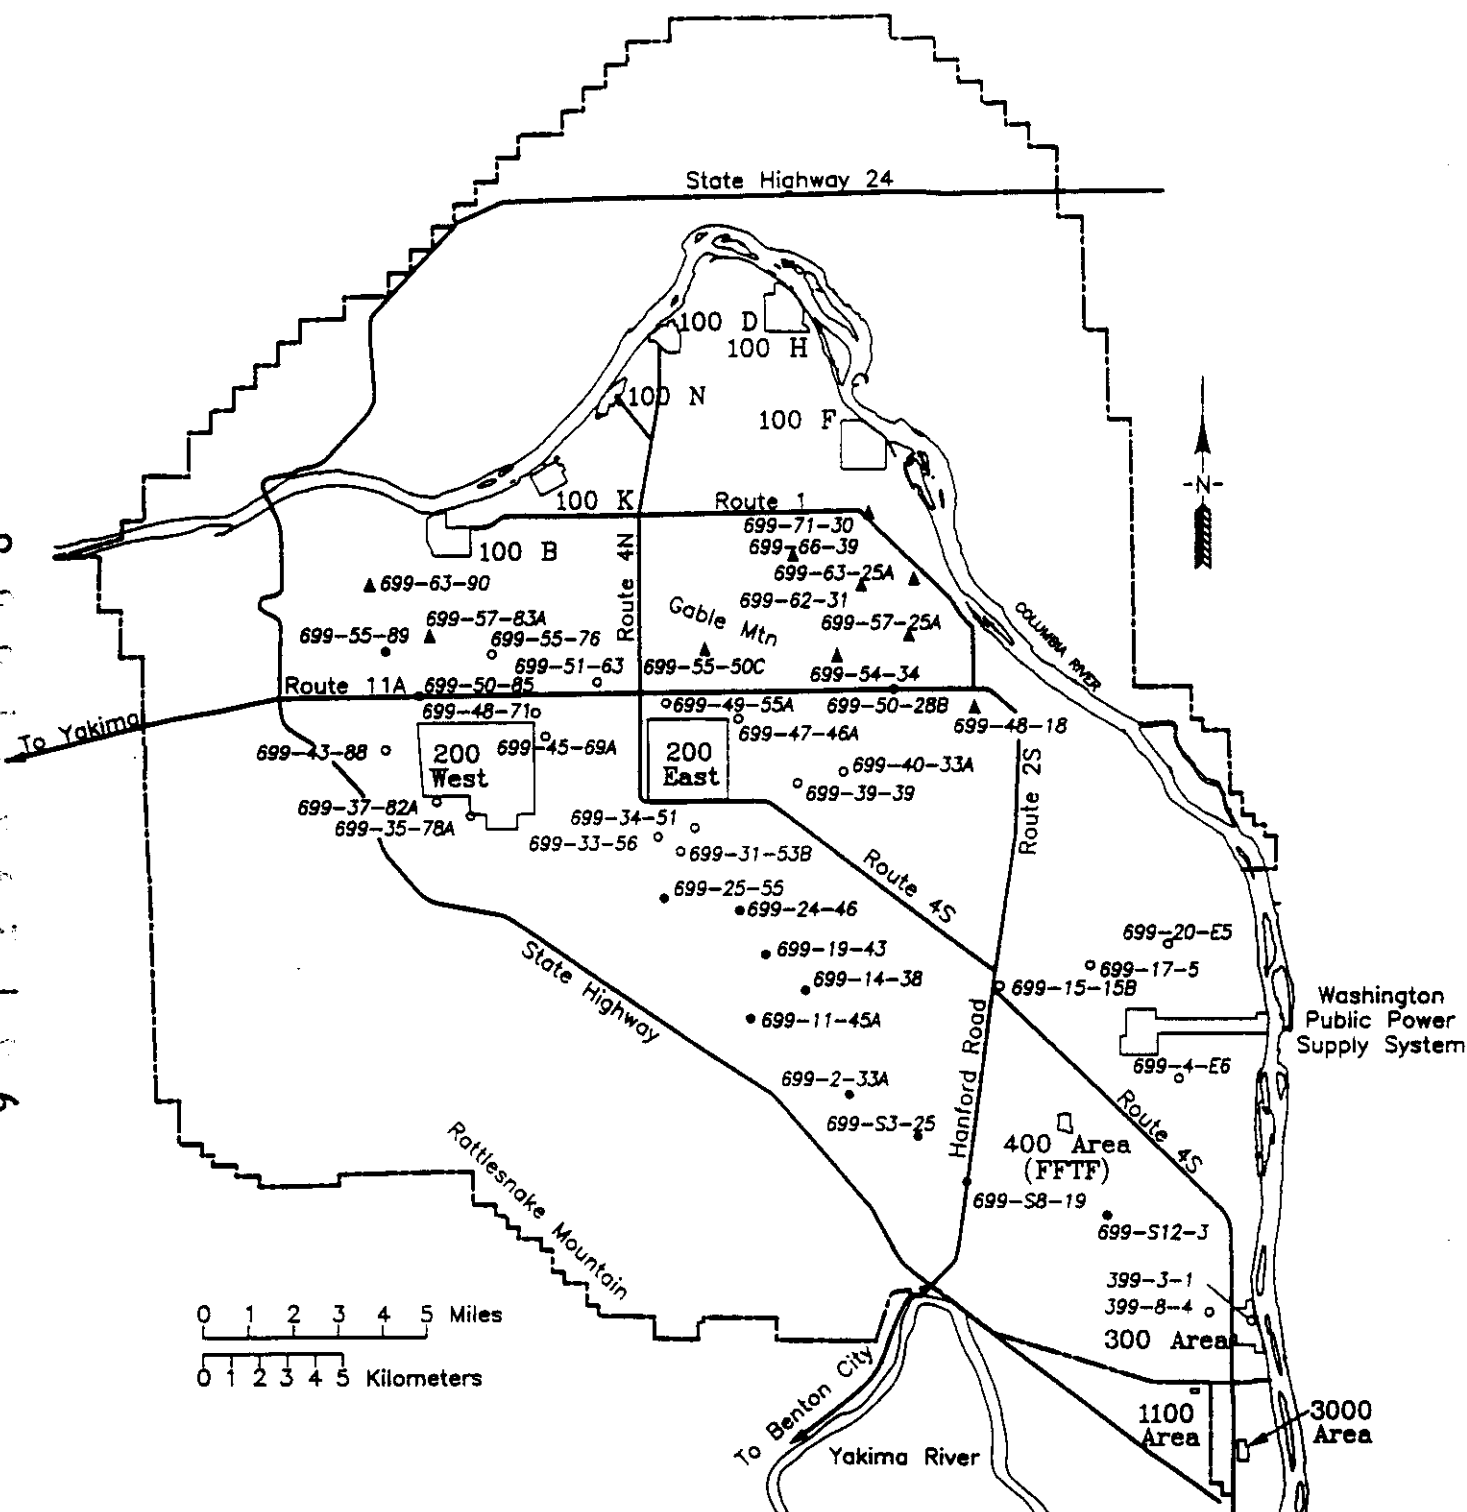 State Highway 24
100 D
100 H
100 N
100 F
-N-
100 K
Route 1
699-71-30
100 B
Route 4N
699-66-39
699-63-90
699-63-25A
699-62-31
Gable Mtn
699-57-83A
699-57-25A
COLUMBIA RIVER
699-55-89
699-55-76
699-51-63
699-55-50C
699-54-34
Route 11A
699-50-85
699-49-55A
699-50-28B
699-48-71
699-48-18
To Yakima
699-43-88
699-45-69A
699-47-46A
200
West
200
East
699-40-33A
699-39-39
Route 2S
699-37-82A
699-35-78A
699-34-51
699-33-56
699-31-53B
Route 4S
699-25-55
699-24-46
699-20-E5
State Highway
699-19-43
699-17-5
699-14-38
699-15-15B
699-11-45A
Hanford Road
Washington
Public Power
Supply System
699-4-E6
699-2-33A
699-S3-25
Route 4S
400 Area
(FFTF)
Rattlesnake Mountain
699-S8-19
699-S12-3
399-3-1
399-8-4
300 Area
0 1 2 3 4 5 Miles
0 1 2 3 4 5 Kilometers
To Benton City
1100
Area
3000
Area
Yakima River